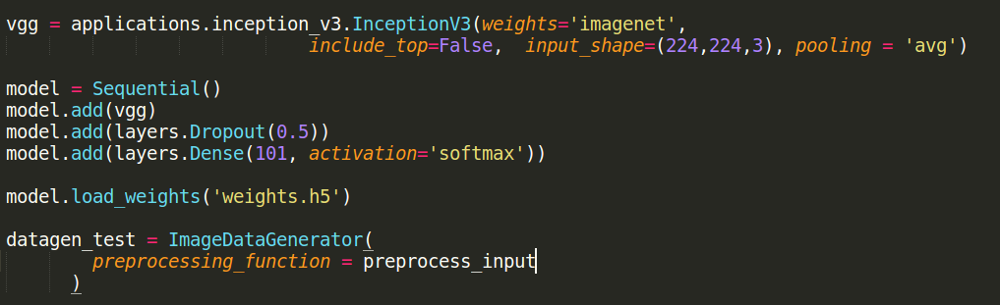 vgg = applications.inception_v3.InceptionV3(weights='imagenet',
                            include_top=False,  input_shape=(224,224,3), pooling = 'avg')
model = Sequential()
model.add(vgg)
model.add(layers.Dropout(0.5))
model.add(layers.Dense(101, activation='softmax'))
model.load_weights('weights.h5')
datagen_test = ImageDataGenerator(
        preprocessing_function = preprocess_input
      )